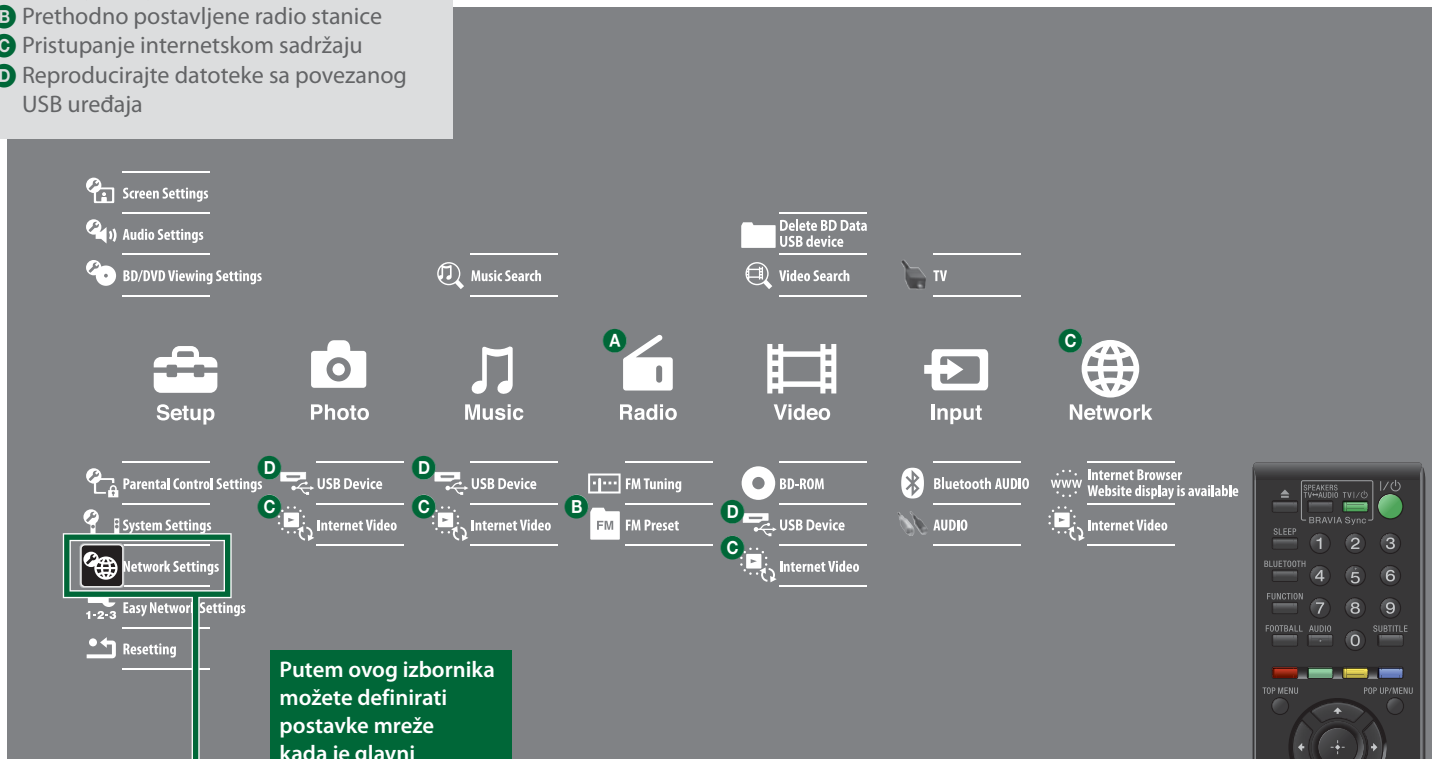 B Prethodno postavljene radio stanice
C Pristupanje internetskom sadržaju
D Reproducirajte datoteke sa povezanog
USB uređaja
Screen Settings
Audio Settings
BD/DVD Viewing Settings
Music Search
Delete BD Data
USB device
Video Search
TV
A
C
Setup
Photo
Music
Radio
Video
Input
Network
Parental Control Settings
D USB Device
D USB Device
FM Tuning
BD-ROM
Bluetooth AUDIO
www Internet Browser
Website display is available
System Settings
C Internet Video
C Internet Video
B FM FM Preset
D USB Device
AUDIO
Internet Video
Network Settings
C Internet Video
1-2-3 Easy Network Settings
Resetting
Putem ovog izbornika
možete definirati
postavke mreže
kada je glavni
SPEAKERS
TV↔AUDIO TV I/⏻ I/⏻
BRAVIA Sync
SLEEP
1 2 3
BLUETOOTH
4 5 6
FUNCTION
7 8 9
FOOTBALL AUDIO 0 SUBTITLE
TOP MENU POP UP/MENU